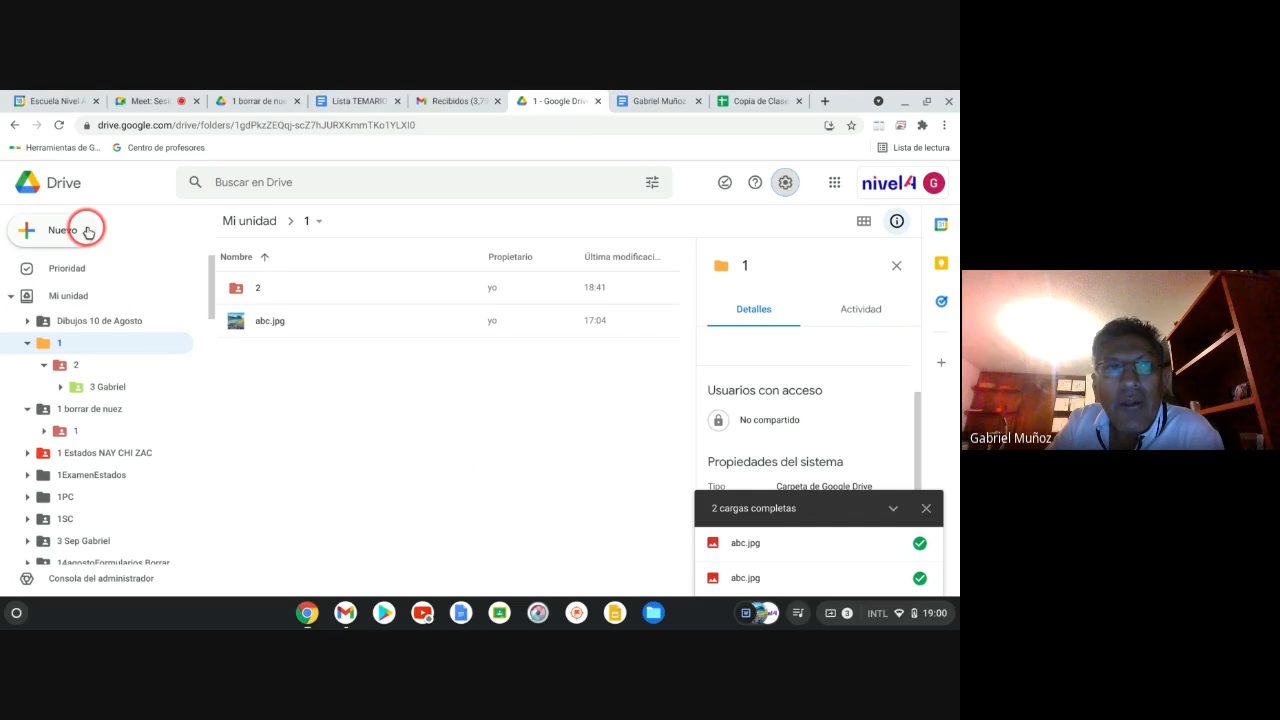 Escuela Nivel A
Meet: Sesi
1 borrar de nue
Lista TEMARIO
Recibidos (3,75
1 - Google Driv
Gabriel Muñoz
Copia de Clase
drive.google.com/drive/folders/1gdPkzZEQqj-scZ7hJURXKmmTKo1YLXI0
Herramientas de G...
Centro de profesores
Lista de lectura
Drive
Buscar en Drive
nivel4
G
Nuevo
Mi unidad
1
Nombre
Propietario
Última modificaci...
2
yo
18:41
abc.jpg
yo
17:04
Prioridad
Mi unidad
Dibujos 10 de Agosto
1
2
3 Gabriel
1 borrar de nuez
1
1 Estados NAY CHI ZAC
1ExamenEstados
1PC
1SC
3 Sep Gabriel
14agostoFormularios Borrar
Consola del administrador
1
Detalles
Actividad
Usuarios con acceso
No compartido
Propiedades del sistema
Tipo
Carpeta de Google Drive
2 cargas completas
abc.jpg
abc.jpg
3
INTL
19:00
Gabriel Muñoz